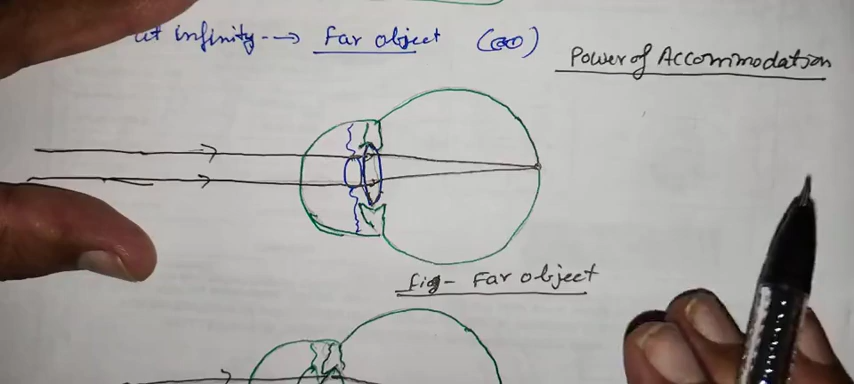 at infinity --→ Far object (∞)
Power of Accommodation
fig - Far object